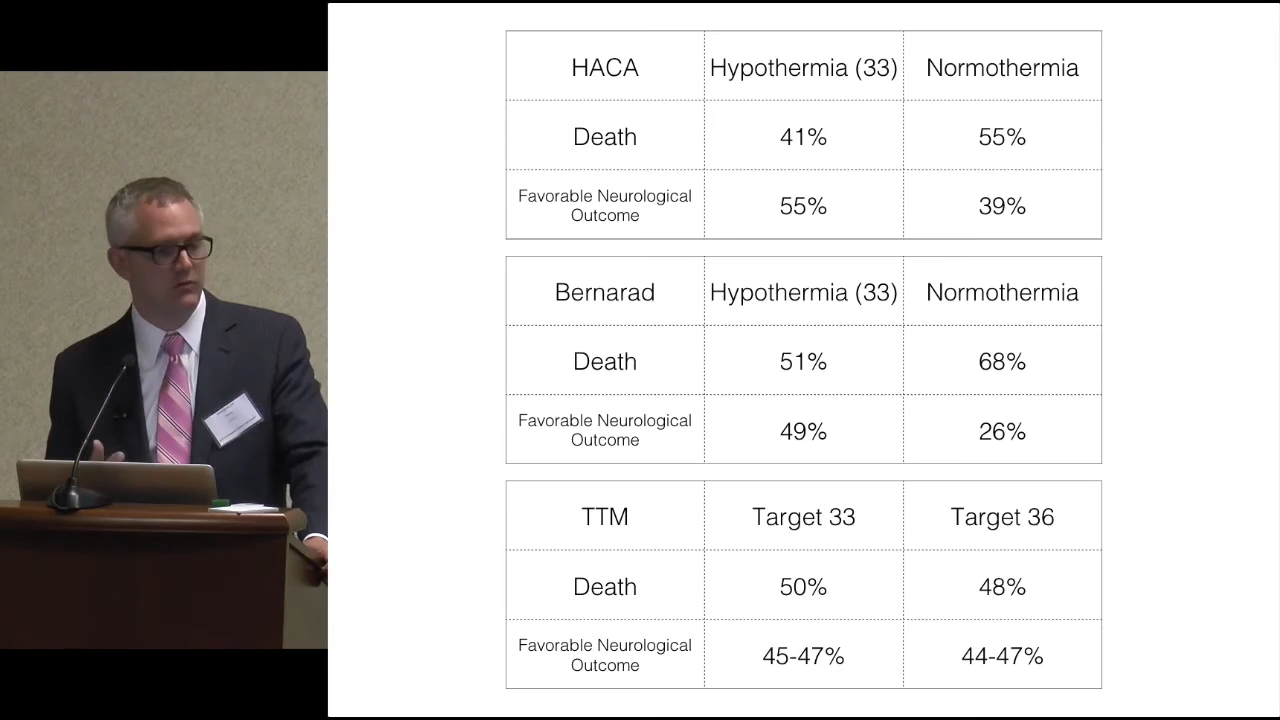 HACA Hypothermia (33) Normothermia
Death 41% 55%
Favorable Neurological
Outcome 55% 39%
Bernarad Hypothermia (33) Normothermia
Death 51% 68%
Favorable Neurological
Outcome 49% 26%
TTM Target 33 Target 36
Death 50% 48%
Favorable Neurological
Outcome 45-47% 44-47%